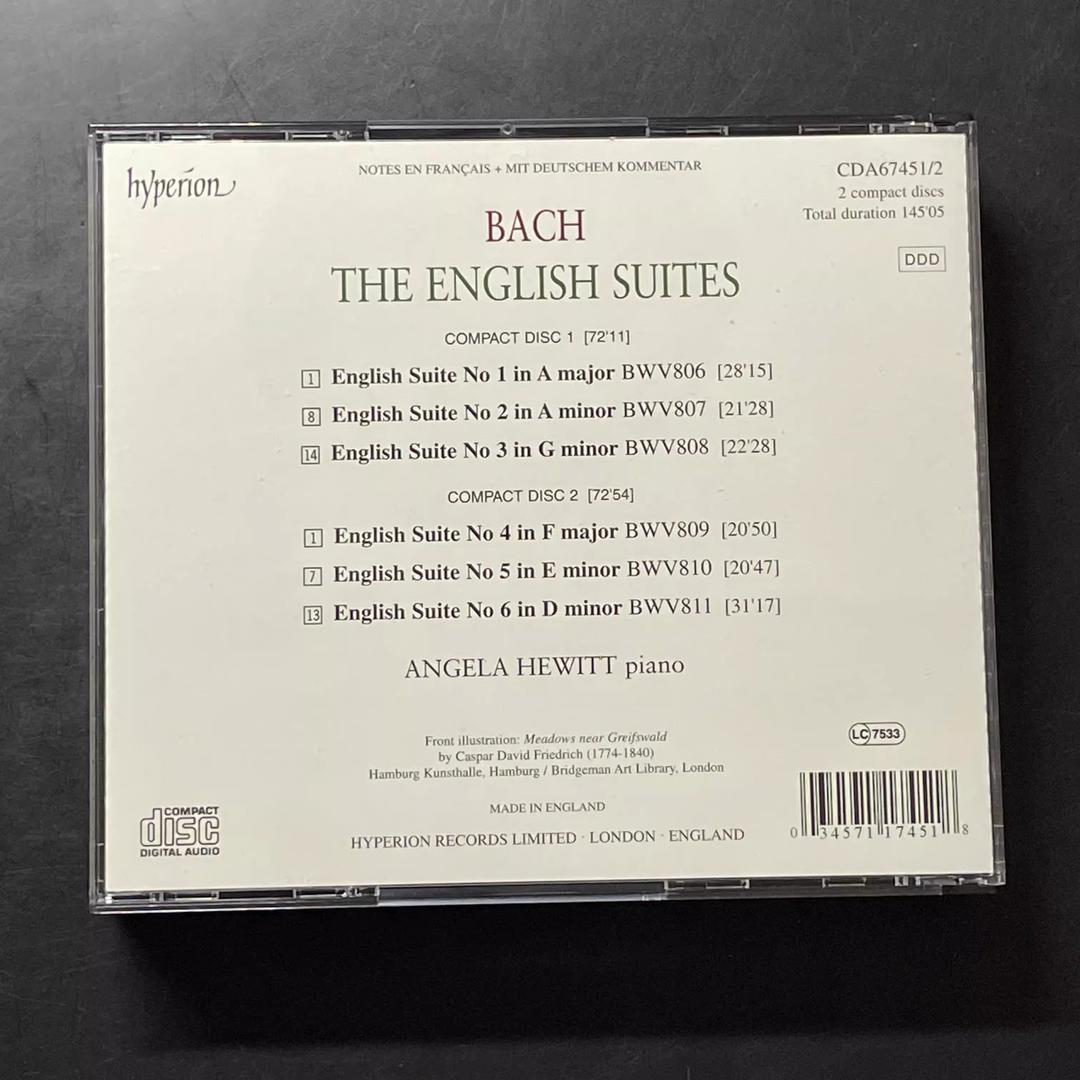 hyperion
NOTES EN FRANÇAIS + MIT DEUTSCHEM KOMMENTAR
CDA67451/2
2 compact discs
Total duration 145'05
DDD
BACH
THE ENGLISH SUITES
COMPACT DISC 1 [72'11]
1 English Suite No 1 in A major BWV806 [28'15]
8 English Suite No 2 in A minor BWV807 [21'28]
14 English Suite No 3 in G minor BWV808 [22'28]
COMPACT DISC 2 [72'54]
1 English Suite No 4 in F major BWV809 [20'50]
7 English Suite No 5 in E minor BWV810 [20'47]
13 English Suite No 6 in D minor BWV811 [31'17]
ANGELA HEWITT piano
Front illustration: Meadows near Greifswald
by Caspar David Friedrich (1774-1840)
Hamburg Kunsthalle, Hamburg / Bridgeman Art Library, London
MADE IN ENGLAND
HYPERION RECORDS LIMITED · LONDON · ENGLAND
COMPACT
disc
DIGITAL AUDIO
LC 7533
0 34571 17451 8